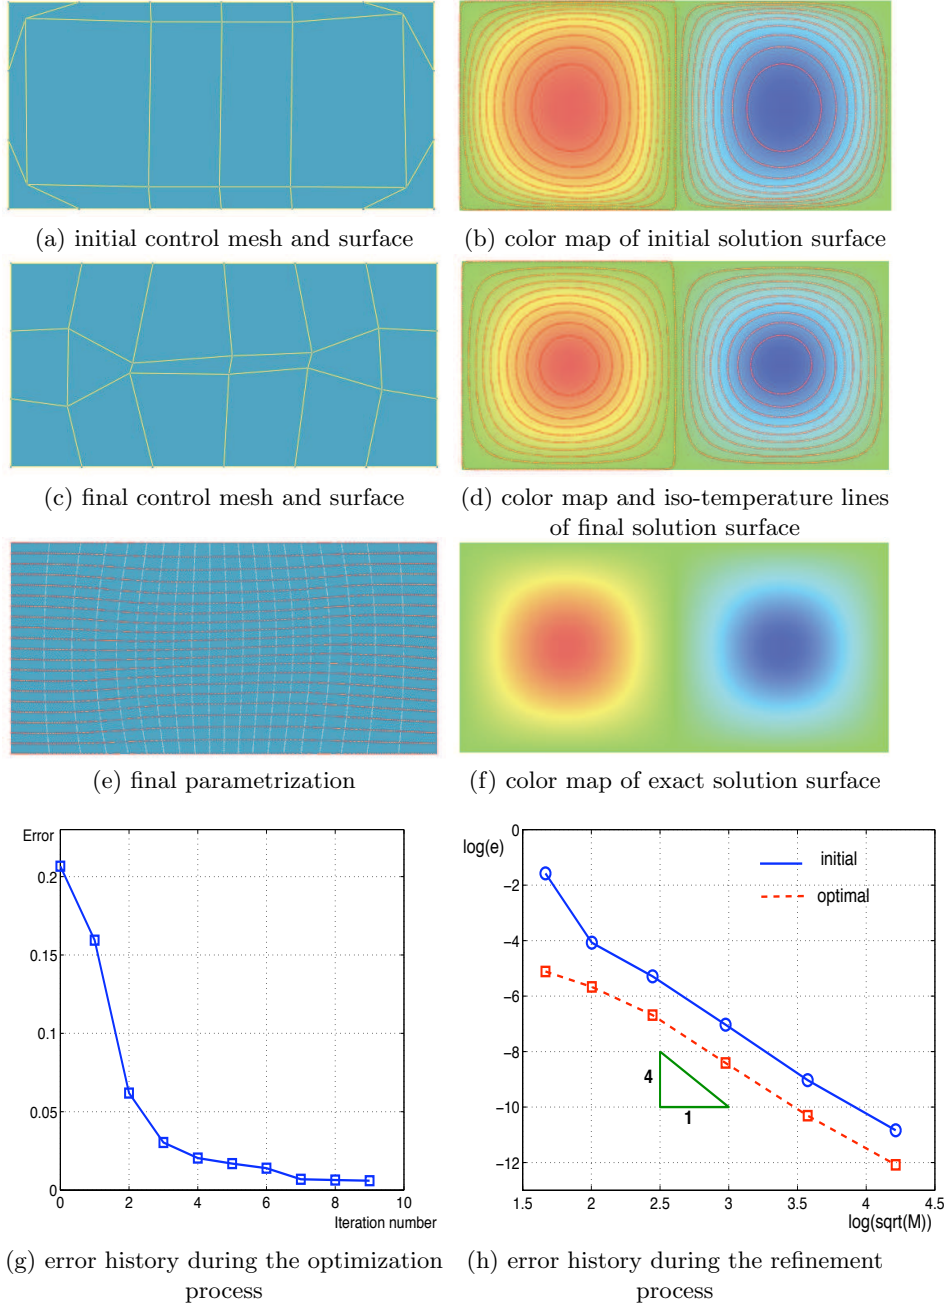 (a) initial control mesh and surface
(b) color map of initial solution surface
(c) final control mesh and surface
(d) color map and iso-temperature lines
of final solution surface
(e) final parametrization
(f) color map of exact solution surface
Error
0.2
0.15
0.1
0.05
0
0 2 4 6 8 10
Iteration number
log(e)
0
−2
−4
−6
−8
−10
−12
initial
optimal
4
1
1.5 2 2.5 3 3.5 4 4.5
log(sqrt(M))
(g) error history during the optimization
process
(h) error history during the refinement
process